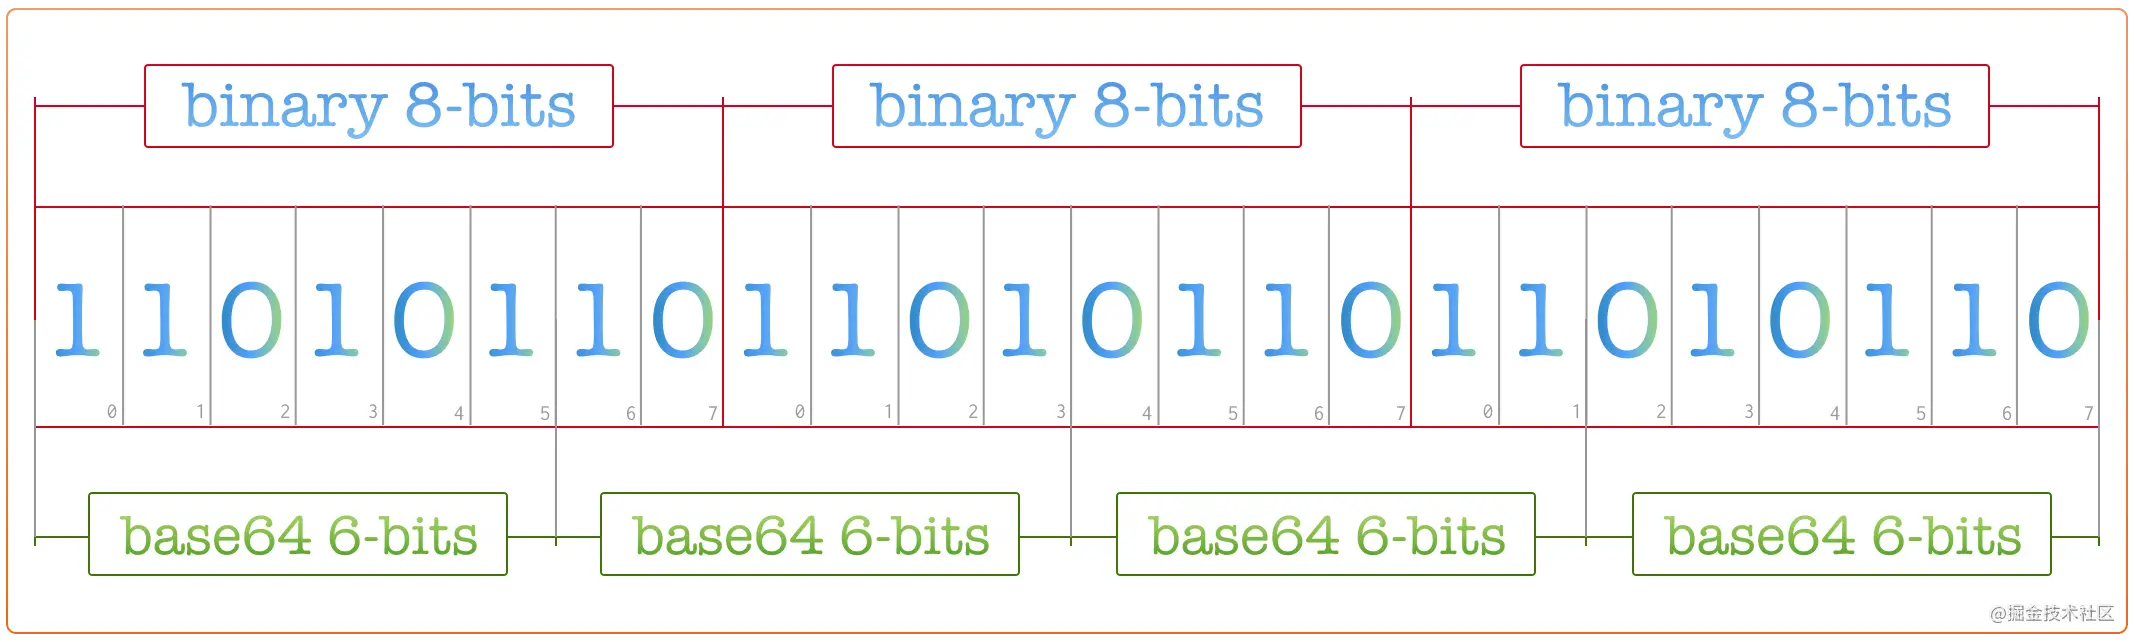 binary 8-bits binary 8-bits binary 8-bits
1 1 0 1 0 1 1 0 1 1 0 1 0 1 1 0 1 1 0 1 0 1 1 0
0 1 2 3 4 5 6 7 0 1 2 3 4 5 6 7 0 1 2 3 4 5 6 7
base64 6-bits base64 6-bits base64 6-bits base64 6-bits
@掘金技术社区